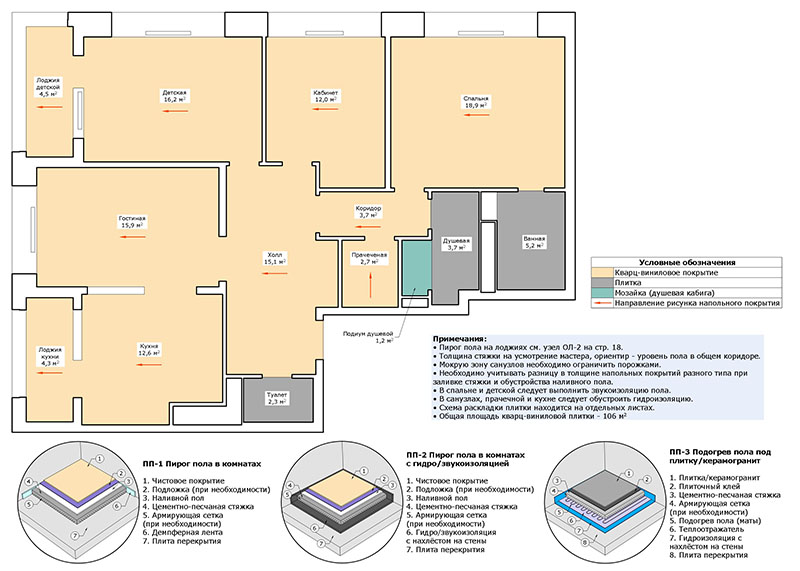 Лоджия
детской
4,5 м²
Детская
16,2 м²
Кабинет
12,0 м²
Спальня
18,9 м²
Гостиная
15,9 м²
Коридор
3,7 м²
Холл
15,1 м²
Прачеченая
2,7 м²
Душевая
3,7 м²
Ванная
5,2 м²
Подиум душевой
1,2 м²
Лоджия
кухни
4,3 м²
Кухня
12,6 м²
Туалет
2,3 м²
Условные обозначения
Кварц-виниловое покрытие
Плитка
Мозайка (душевая кабига)
Направление рисунка напольного покрытия
Примечания:
• Пирог пола на лоджиях см. узел ОЛ-2 на стр. 18.
• Толщина стяжки на усмотрение мастера, ориентир - уровень пола в общем коридоре.
• Мокрую зону санузлов необходимо ограничить порожками.
• Необходимо учитывать разницу в толщине напольных покрытий разного типа при
заливке стяжки и обустройства наливного пола.
• В спальне и детской следует выполнить звукоизоляцию пола.
• В санузлах, прачечной и кухне следует обустроить гидроизоляцию.
• Схема раскладки плитки находится на отдельных листах.
• Общая площадь кварц-виниловой плитки - 106 м²
ПП-1 Пирог пола в комнатах
1. Чистовое покрытие
2. Подложка (при необходимости)
3. Наливной пол
4. Цементно-песчаная стяжка
5. Армирующая сетка
(при необходимости)
6. Демпферная лента
7. Плита перекрытия
1
2
3
4
5
6
7
ПП-2 Пирог пола в комнатах
с гидро/звукоизоляцией
1. Чистовое покрытие
2. Подложка (при необходимости)
3. Наливной пол
4. Цементно-песчаная стяжка
5. Армирующая сетка
(при необходимости)
6. Гидро/звукоизоляция
с нахлёстом на стены
7. Плита перекрытия
1
2
3
4
5
6
7
ПП-3 Подогрев пола под
плитку/керамогранит
1. Плитка/керамогранит
2. Плиточный клей
3. Цементно-песчаная стяжка
4. Армирующая сетка
(при необходимости)
5. Подогрев пола (маты)
6. Теплоотражатель
7. Гидроизоляция с
нахлёстом на стены
8. Плита перекрытия
1
2
3
4
5
6
7
8